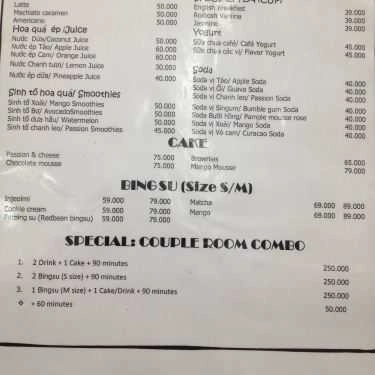 Latte 50.000
Machiato caramen 50.000
Americano 50.000
Hoa quả ép /Juice
Nước Dừa/Coconut Juice 50.000
Nước ép Táo/ Apple Juice 60.000
Nước ép Cam/ Orange Juice 60.000
Nước Chanh tươi/ Lemon Juice 30.000
Nước ép dứa/ Pineapple Juice 40.000
Sinh tố hoa quả/ Smoothies
Sinh tố Xoài/ Mango Smoothies 50.000
Sinh tố Bơ/ AvocadoSmoothies 50.000
Sinh tố dưa hấu/ Watermelon 50.000
Sinh tố chanh leo/ Passion Smoothies 45.000
English breakfast 39.000
Rooibosh vanilla 39.000
Jasmine 39.000
Yogurt
Sữa chua café/ Café Yogurt 45.000
Sữa chua các vị/ Flavor Yogurt 45.000
Soda
Soda vị Táo/ Apple Soda 40.000
Soda vị Ổi/ Guava Soda 40.000
Soda vị Chanh leo/ Passion Soda 40.000
Soda vị Singum/ Bumble gum Soda 40.000
Soda Bưởi hồng/ Pample mousse rose 40.000
Soda vị Xoài/ Mango Soda 40.000
Soda vị Vỏ cam/ Curacao Soda 40.000
CAKE
Passion & cheese 75.000
Chocolate mousse 75.000
Brownies 65.000
Mango Mousse 79.000
BINGSU (Size S/M)
Injeolmi 59.000 79.000
Cookie cream 59.000 79.000
(Redbean bingsu) 59.000 79.000
Matcha 69.000 89.000
Mango 69.000 89.000
SPECIAL: COUPLE ROOM COMBO
1. 2 Drink + 1 Cake + 90 minutes 250.000
2. 2 Bingsu (S size) + 90 minutes 250.000
3. 1 Bingsu (M size) + 1 Cake/Drink + 90 minutes 250.000
❖ + 60 minutes 50.000